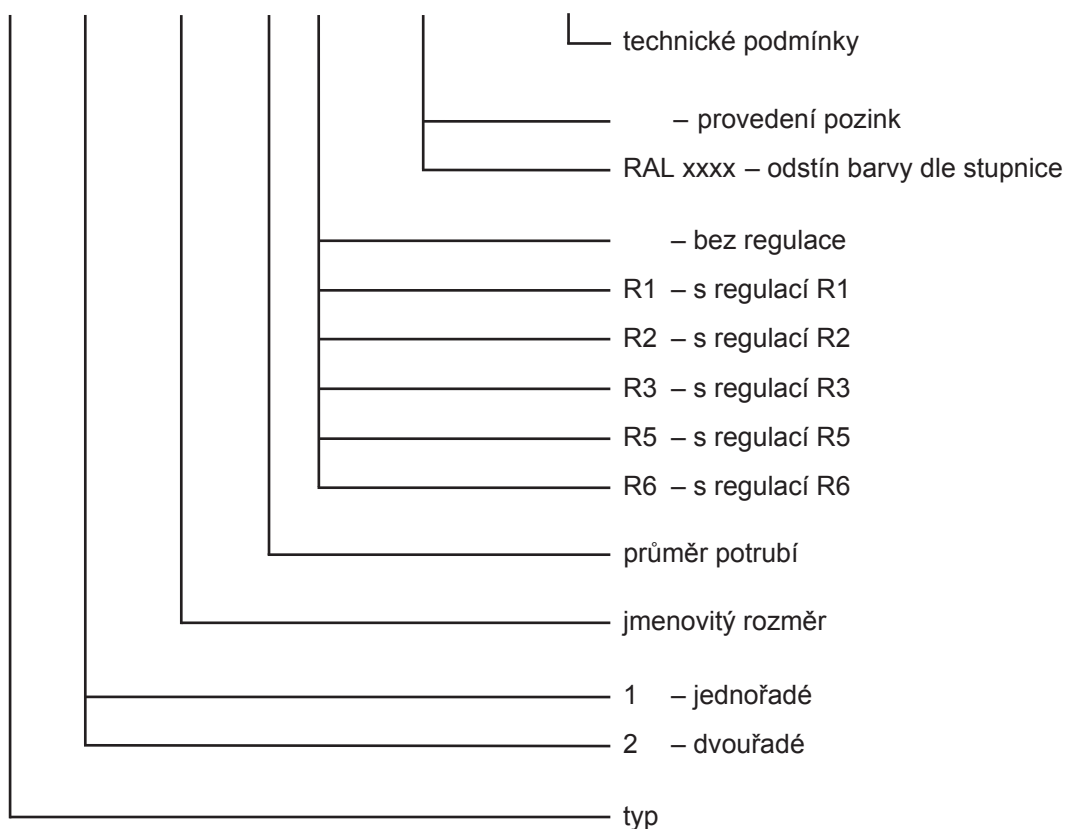 technické podmínky
– provedení pozink
RAL xxxx – odstín barvy dle stupnice
– bez regulace
R1 – s regulací R1
R2 – s regulací R2
R3 – s regulací R3
R5 – s regulací R5
R6 – s regulací R6
průměr potrubí
jmenovitý rozměr
1 – jednořadé
2 – dvouřadé
typ